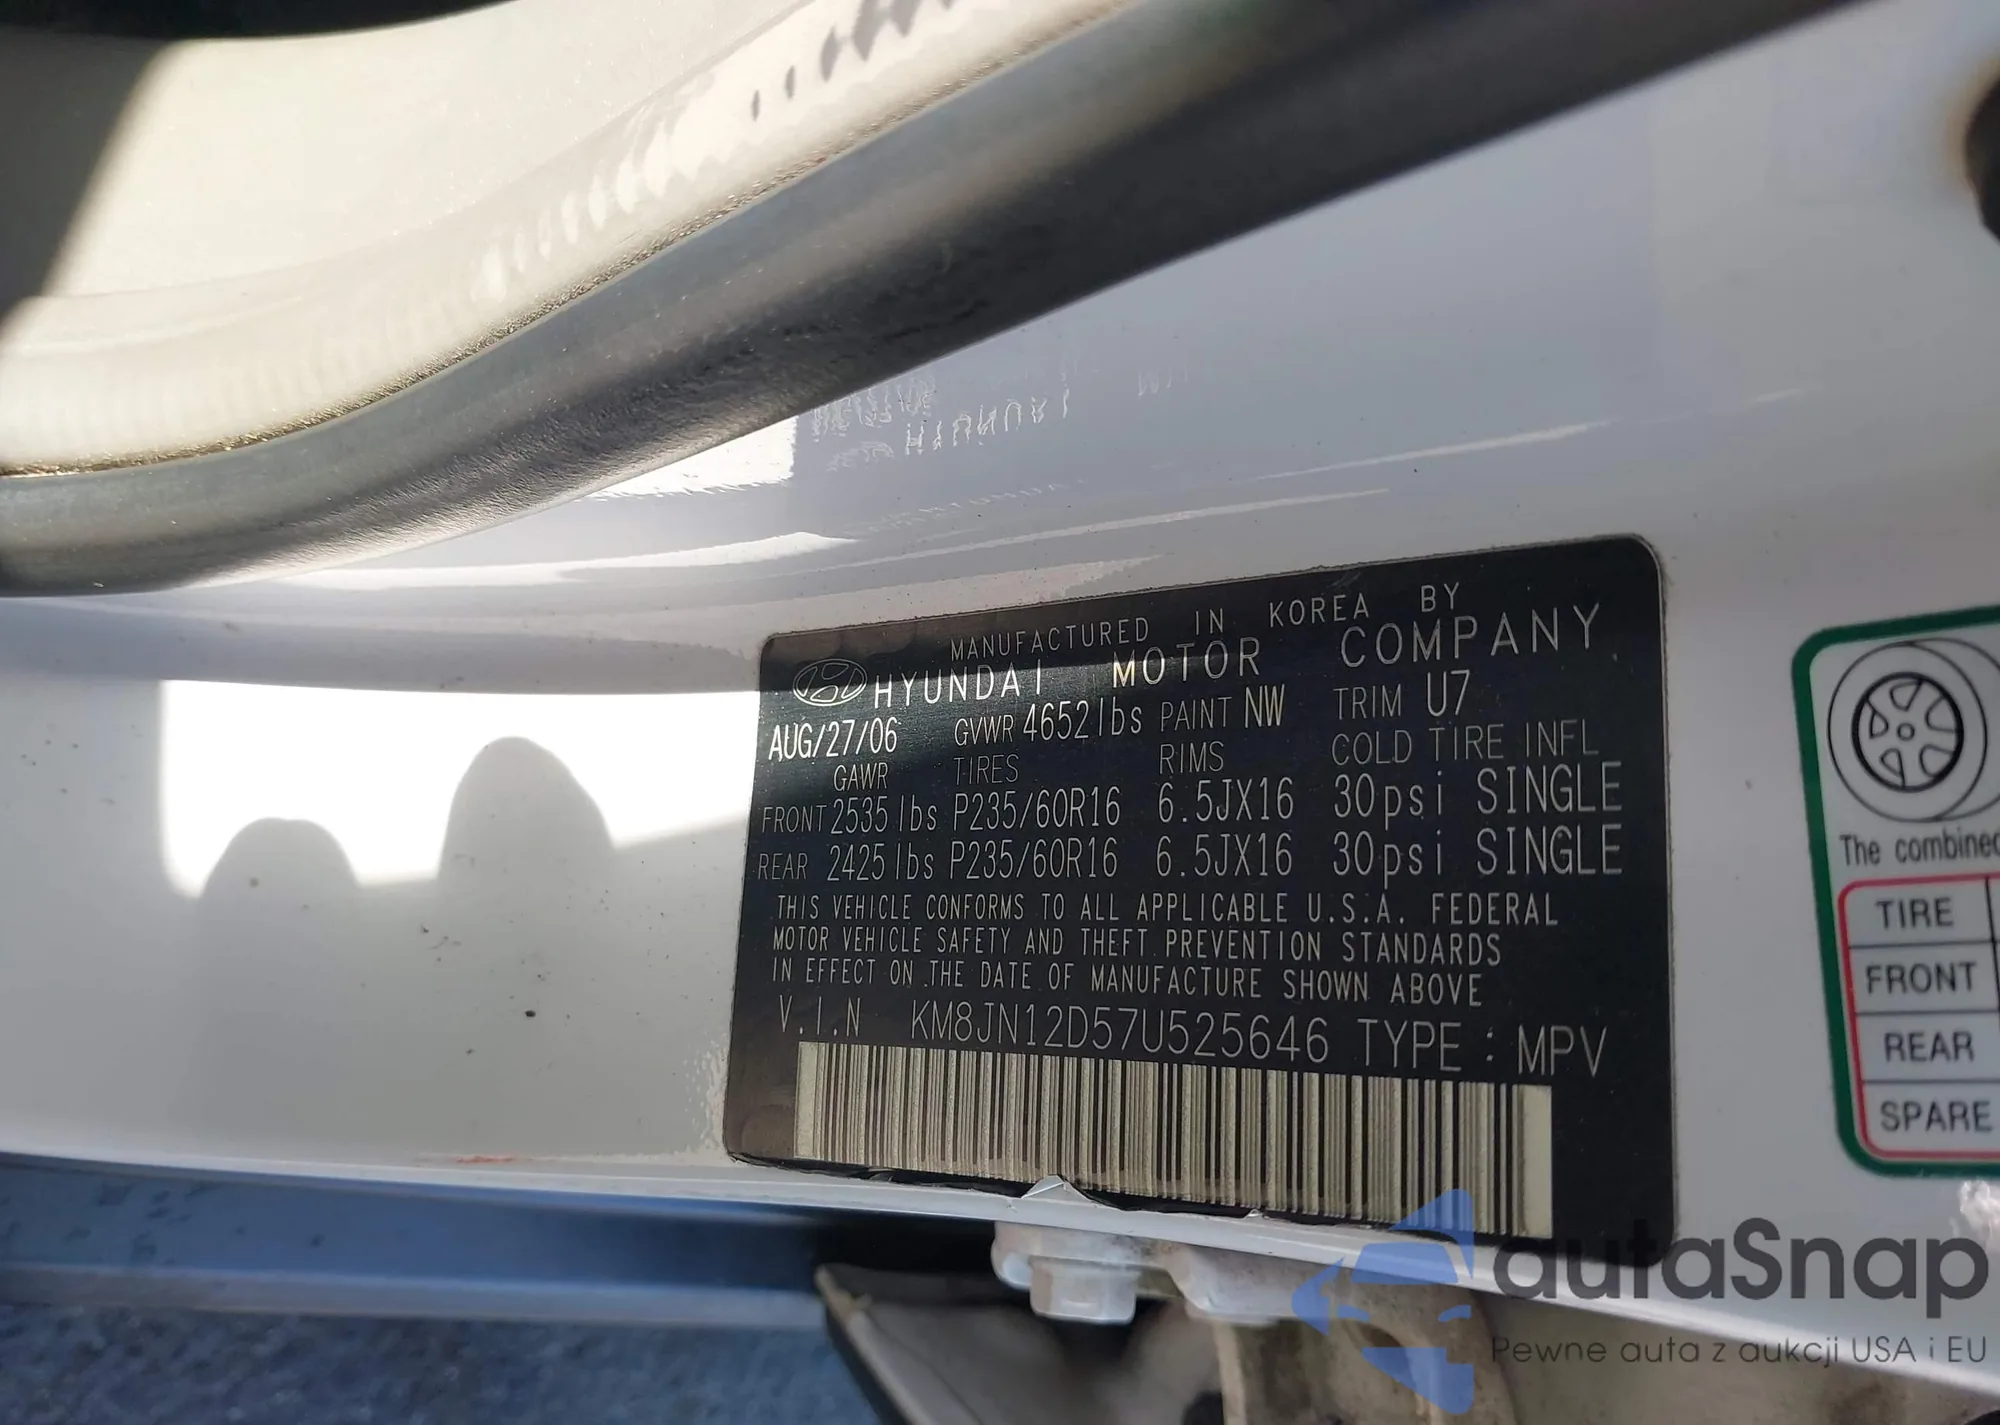 MANUFACTURED IN KOREA BY
HYUNDAI MOTOR COMPANY
AUG/27/06 GVWR 4652lbs PAINT NW TRIM U7
GAWR TIRES RIMS COLD TIRE INFL
FRONT 2535lbs P235/60R16 6.5JX16 30psi SINGLE
REAR 2425lbs P235/60R16 6.5JX16 30psi SINGLE
THIS VEHICLE CONFORMS TO ALL APPLICABLE U.S.A. FEDERAL
MOTOR VEHICLE SAFETY AND THEFT PREVENTION STANDARDS
IN EFFECT ON THE DATE OF MANUFACTURE SHOWN ABOVE
V.I.N KM8JN12D57U525646 TYPE : MPV
The combined
TIRE
FRONT
REAR
SPARE
autaSnap
Pewne auta z aukcji USA i EU